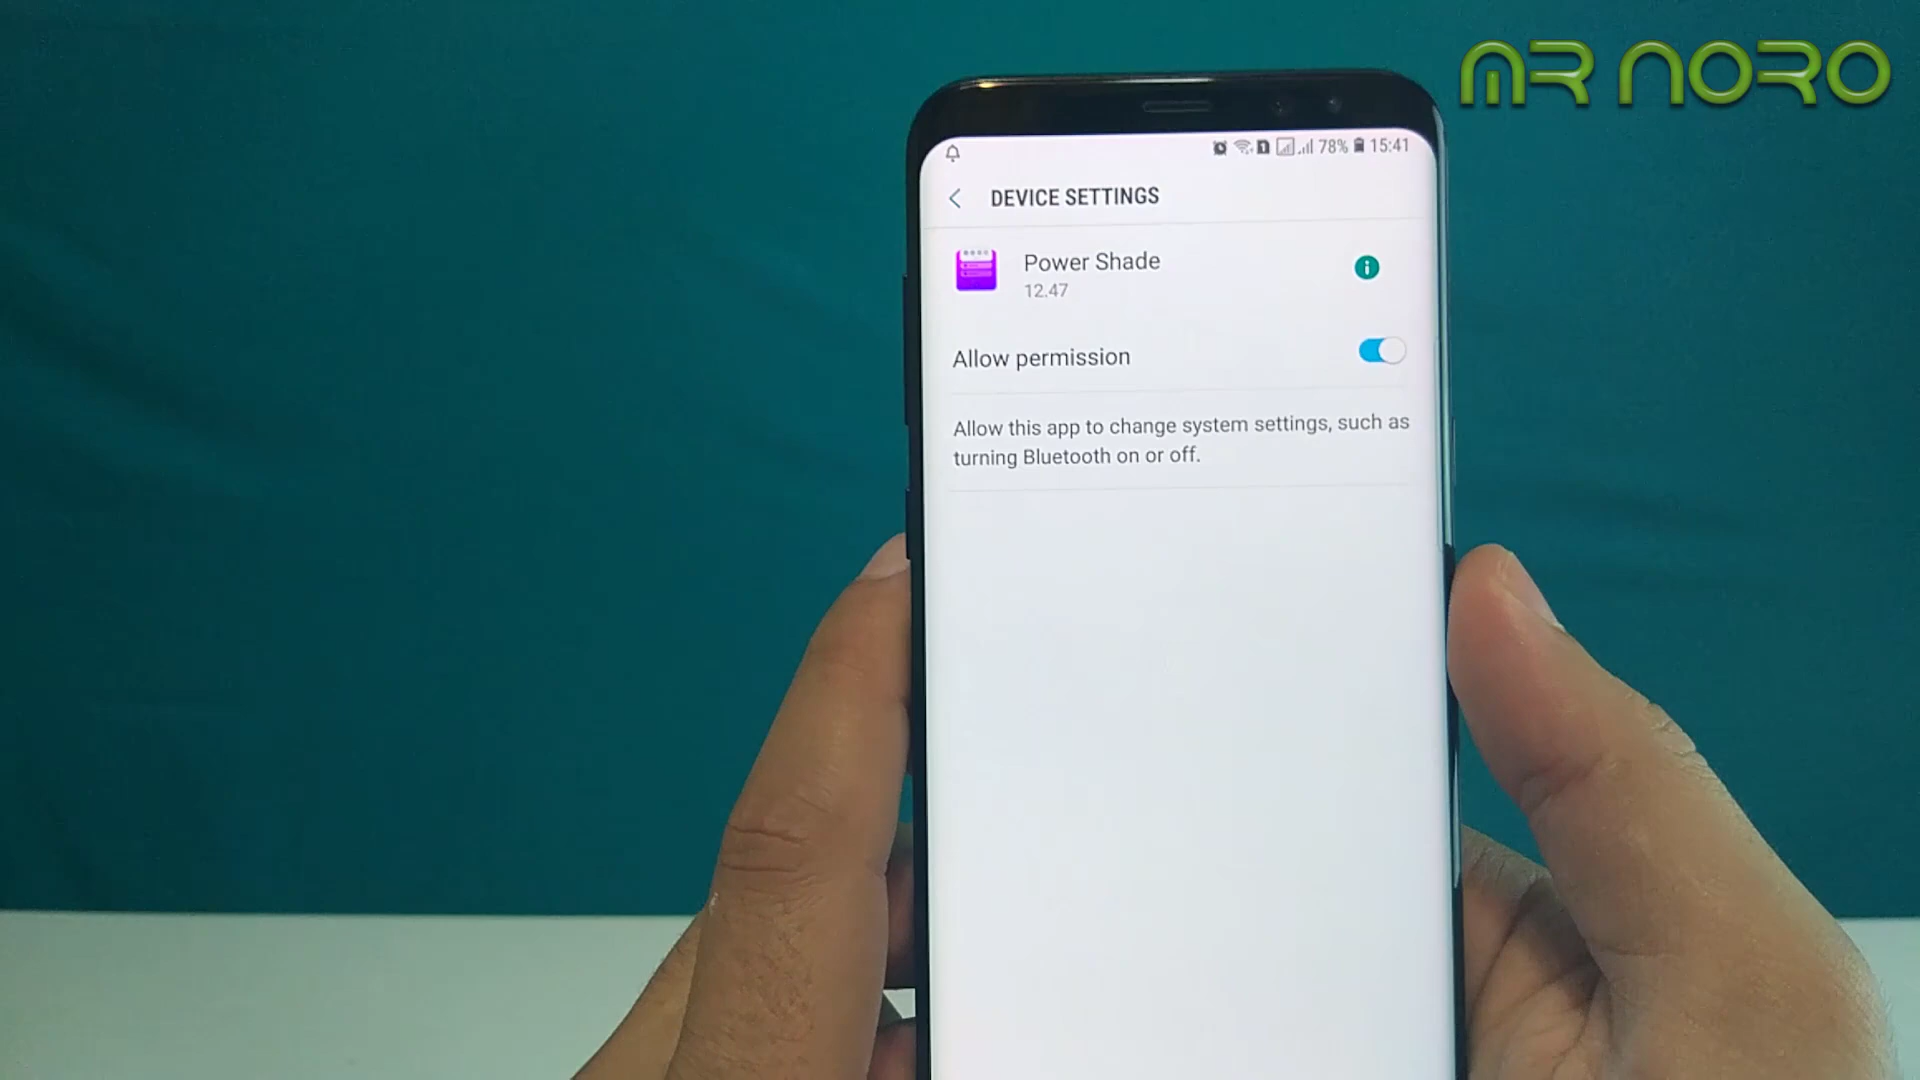 MR NORO
78% 15:41
DEVICE SETTINGS
Power Shade
12.47
Allow permission
Allow this app to change system settings, such as
turning Bluetooth on or off.